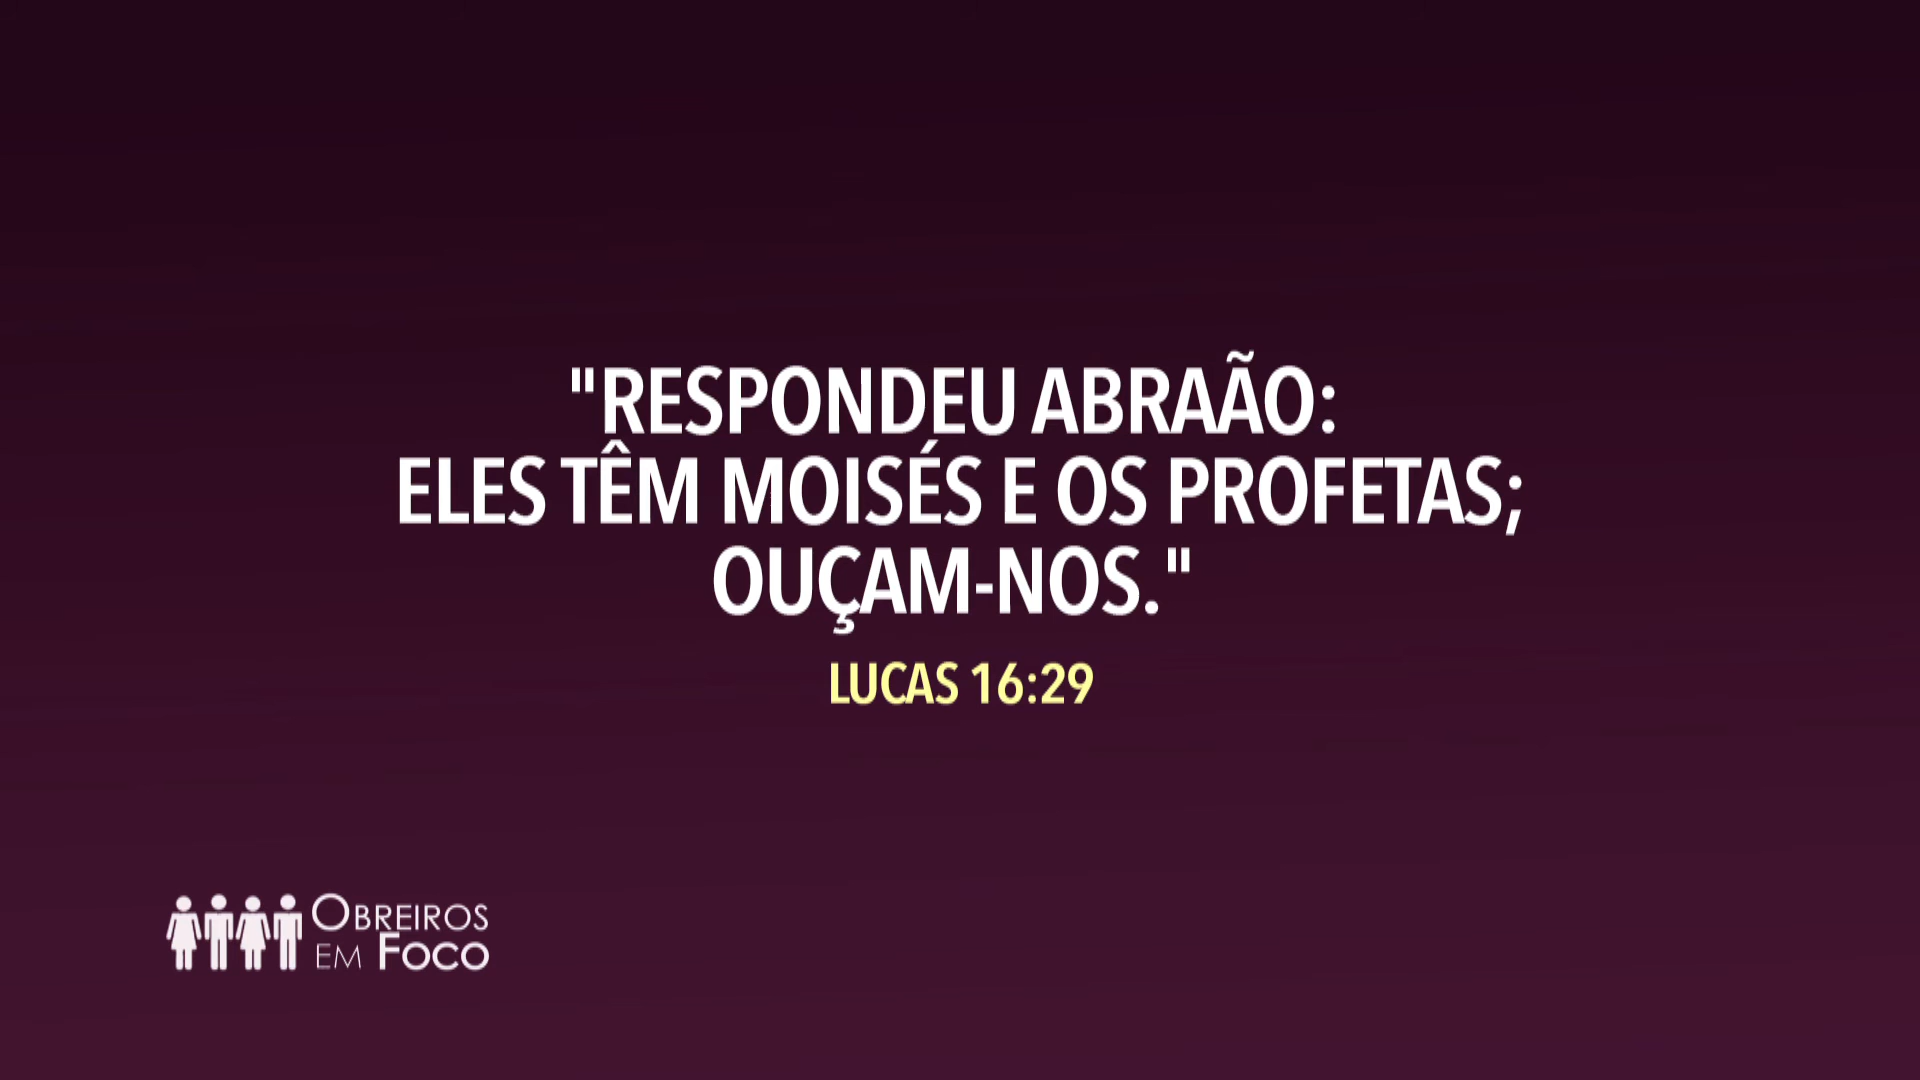 "RESPONDEU ABRAÃO:
ELES TÊM MOISÉS E OS PROFETAS;
OUÇAM-NOS."
LUCAS 16:29
OBREIROS
EM FOCO